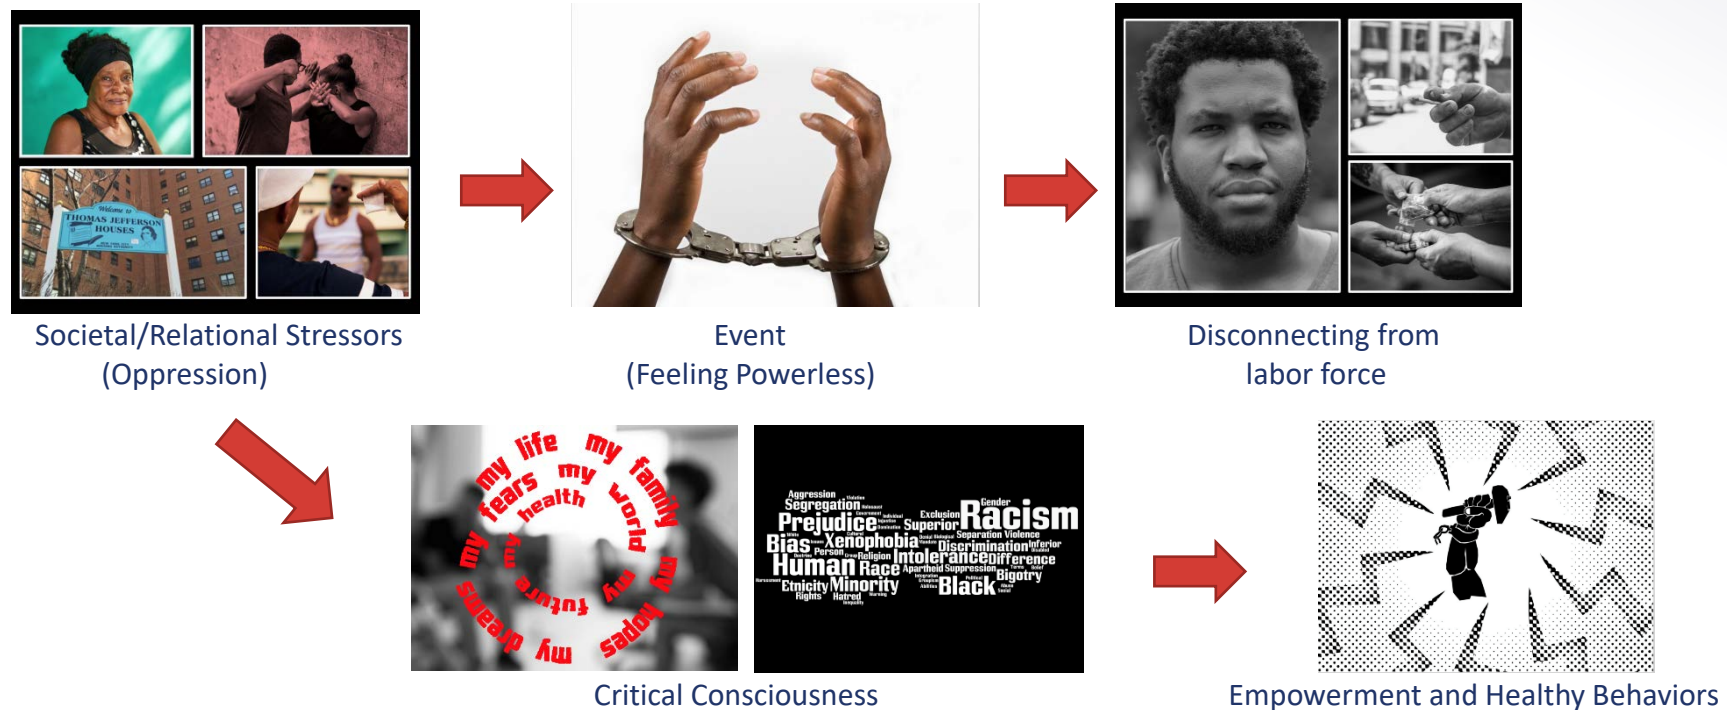 Welcome to
THOMAS JEFFERSON
HOUSES
Societal/Relational Stressors
(Oppression)
Event
(Feeling Powerless)
Disconnecting from
labor force
my life my family my hopes my dreams
my fears my world my future
my health
Aggression
Segregation
Gender
Prejudice Superior Exclusion Racism
Bias Xenophobia Separation Violence
Person Religion Intolerance Discrimination Inferior
Difference
Human Race Apartheid Suppression
Etnicity Minority Black Bigotry
Rights Hatred
Critical Consciousness
Empowerment and Healthy Behaviors